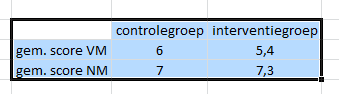 controlegroep interventiegroep
gem. score VM 6 5,4
gem. score NM 7 7,3